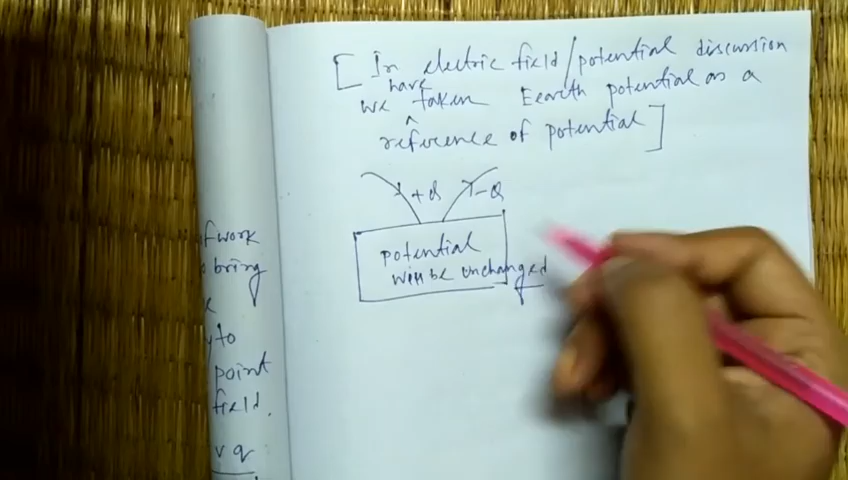 [ In electric field/potential discussion
we have taken Eearth potential as a
reference of potential ]
+Q -Q
potential
will be unchanged
f work
bring
y to
point
field.
v q